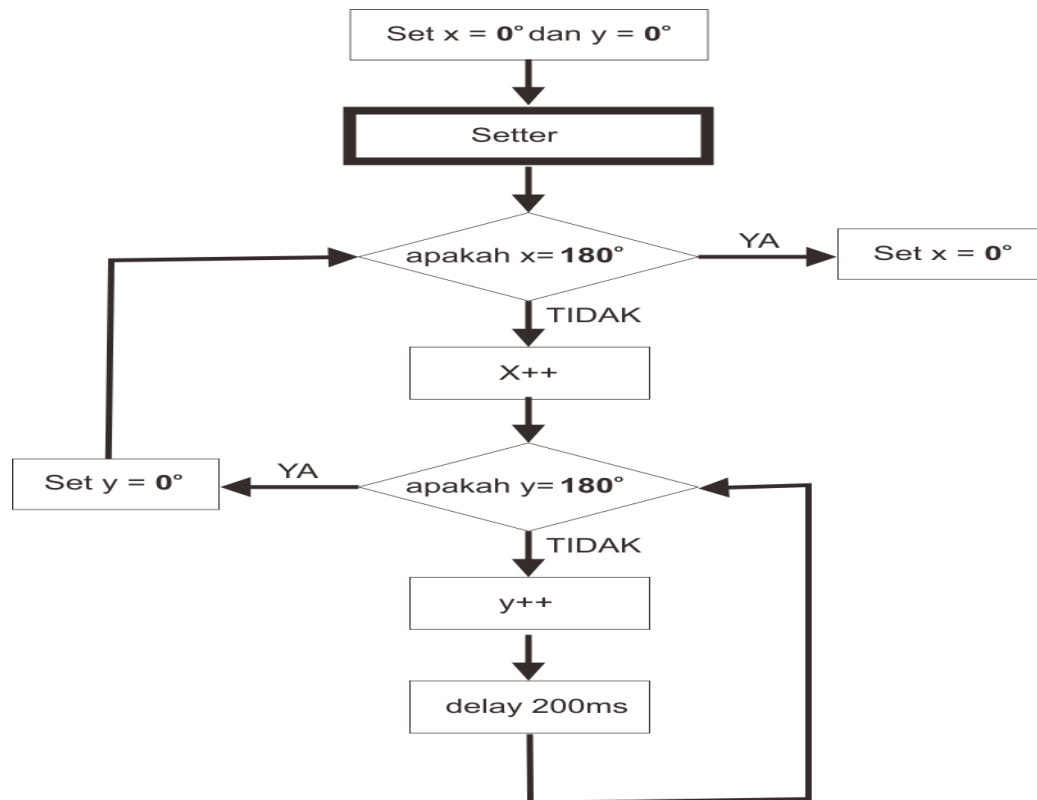 Set x = 0° dan y = 0°
Setter
apakah x= 180°
YA
Set x = 0°
TIDAK
X++
apakah y= 180°
YA
Set y = 0°
TIDAK
y++
delay 200ms